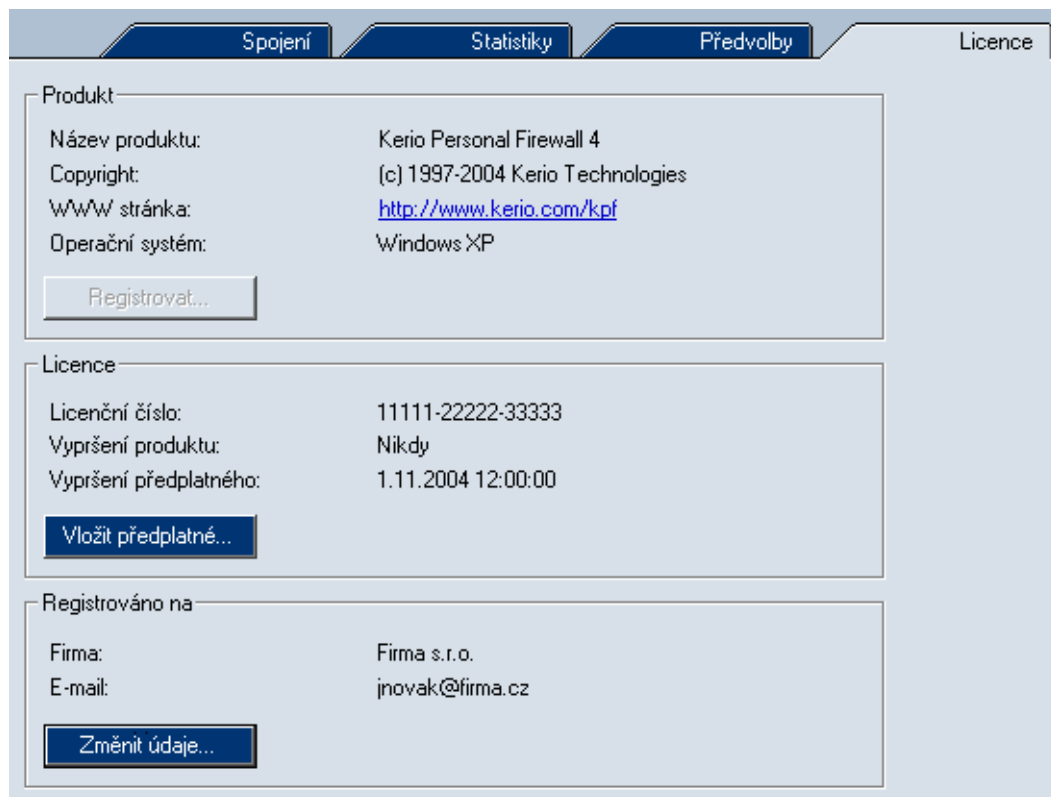 Spojení Statistiky Předvolby Licence
Produkt
Název produktu: Kerio Personal Firewall 4
Copyright: (c) 1997-2004 Kerio Technologies
WWW stránka: http://www.kerio.com/kpf
Operační systém: Windows XP
Registrovat...
Licence
Licenční číslo: 11111-22222-33333
Vypršení produktu: Nikdy
Vypršení předplatného: 1.11.2004 12:00:00
Vložit předplatné...
Registrováno na
Firma: Firma s.r.o.
E-mail: jnovak@firma.cz
Změnit údaje...